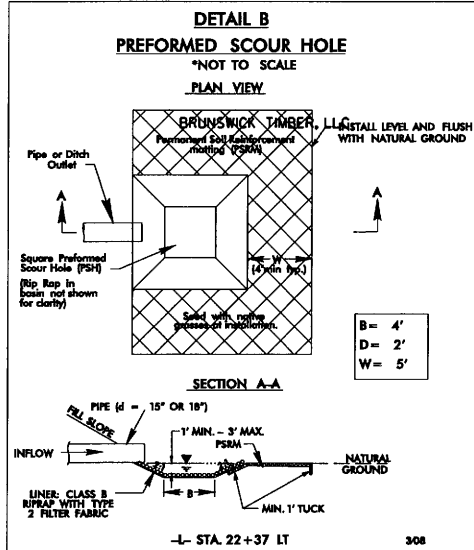 DETAIL B
PREFORMED SCOUR HOLE
*NOT TO SCALE
PLAN VIEW
BRUNSWICK TIMBER, LLC
Permanent Soil Reinforcement
matting (PSRM)
INSTALL LEVEL AND FLUSH
WITH NATURAL GROUND
Pipe or Ditch
Outlet
A
A
Square Preformed
Scour Hole (PSH)
(Rip Rap in
basin not shown
for clarity)
W
(4'min typ.)
Seed with native
grasses at installation.
B= 4'
D= 2'
W= 5'
SECTION A-A
PIPE (d = 15" OR 18")
FILL SLOPE
1' MIN. – 3' MAX.
PSRM
INFLOW
NATURAL
GROUND
B
LINER: CLASS B
RIPRAP WITH TYPE
2 FILTER FABRIC
MIN. 1' TUCK
-L- STA. 22+37 LT
3/08